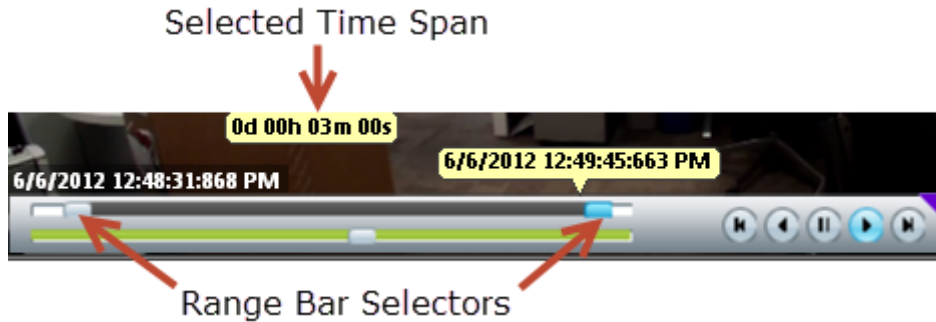 Selected Time Span
0d 00h 03m 00s
6/6/2012 12:49:45:663 PM
6/6/2012 12:48:31:868 PM
Range Bar Selectors